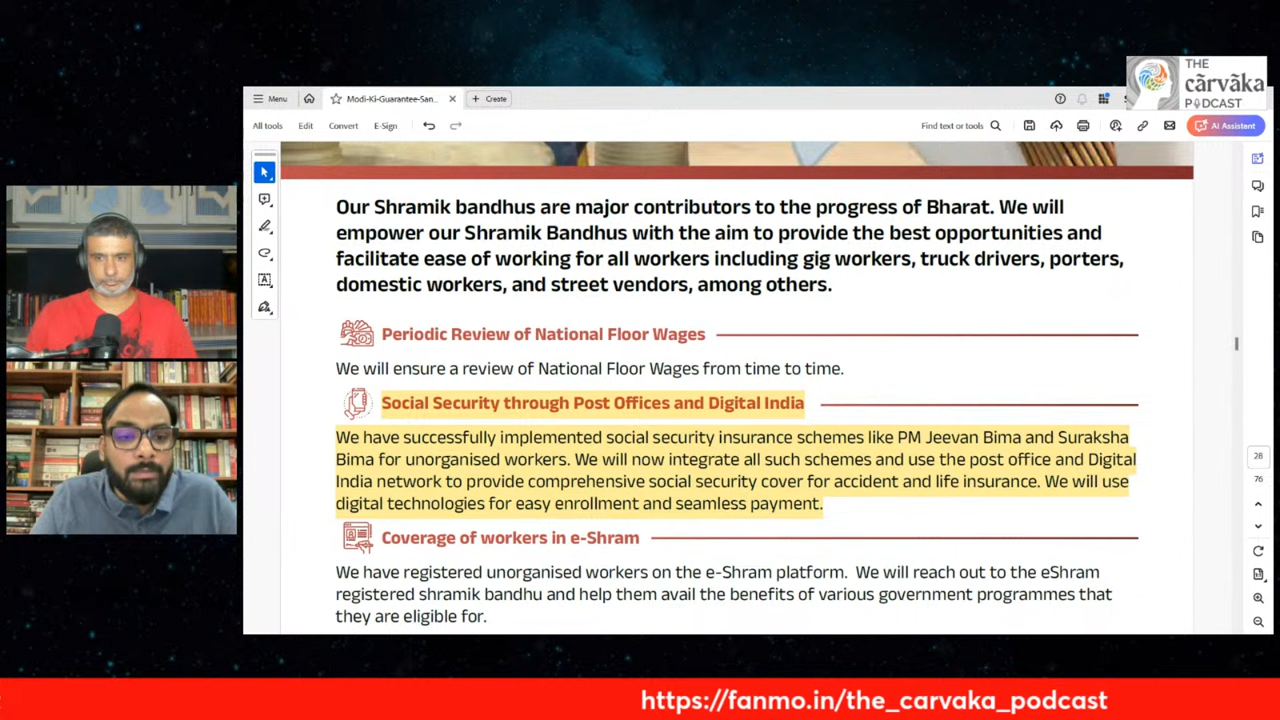 THE
cārvāka
PODCAST
Menu
Modi-Ki-Guarantee-San...
Create
All tools
Edit
Convert
E-Sign
Find text or tools
AI Assistant
Our Shramik bandhus are major contributors to the progress of Bharat. We will
empower our Shramik Bandhus with the aim to provide the best opportunities and
facilitate ease of working for all workers including gig workers, truck drivers, porters,
domestic workers, and street vendors, among others.
Periodic Review of National Floor Wages
We will ensure a review of National Floor Wages from time to time.
Social Security through Post Offices and Digital India
We have successfully implemented social security insurance schemes like PM Jeevan Bima and Suraksha
Bima for unorganised workers. We will now integrate all such schemes and use the post office and Digital
India network to provide comprehensive social security cover for accident and life insurance. We will use
digital technologies for easy enrollment and seamless payment.
Coverage of workers in e-Shram
We have registered unorganised workers on the e-Shram platform. We will reach out to the eShram
registered shramik bandhu and help them avail the benefits of various government programmes that
they are eligible for.
28
76
https://fanmo.in/the_carvaka_podcast